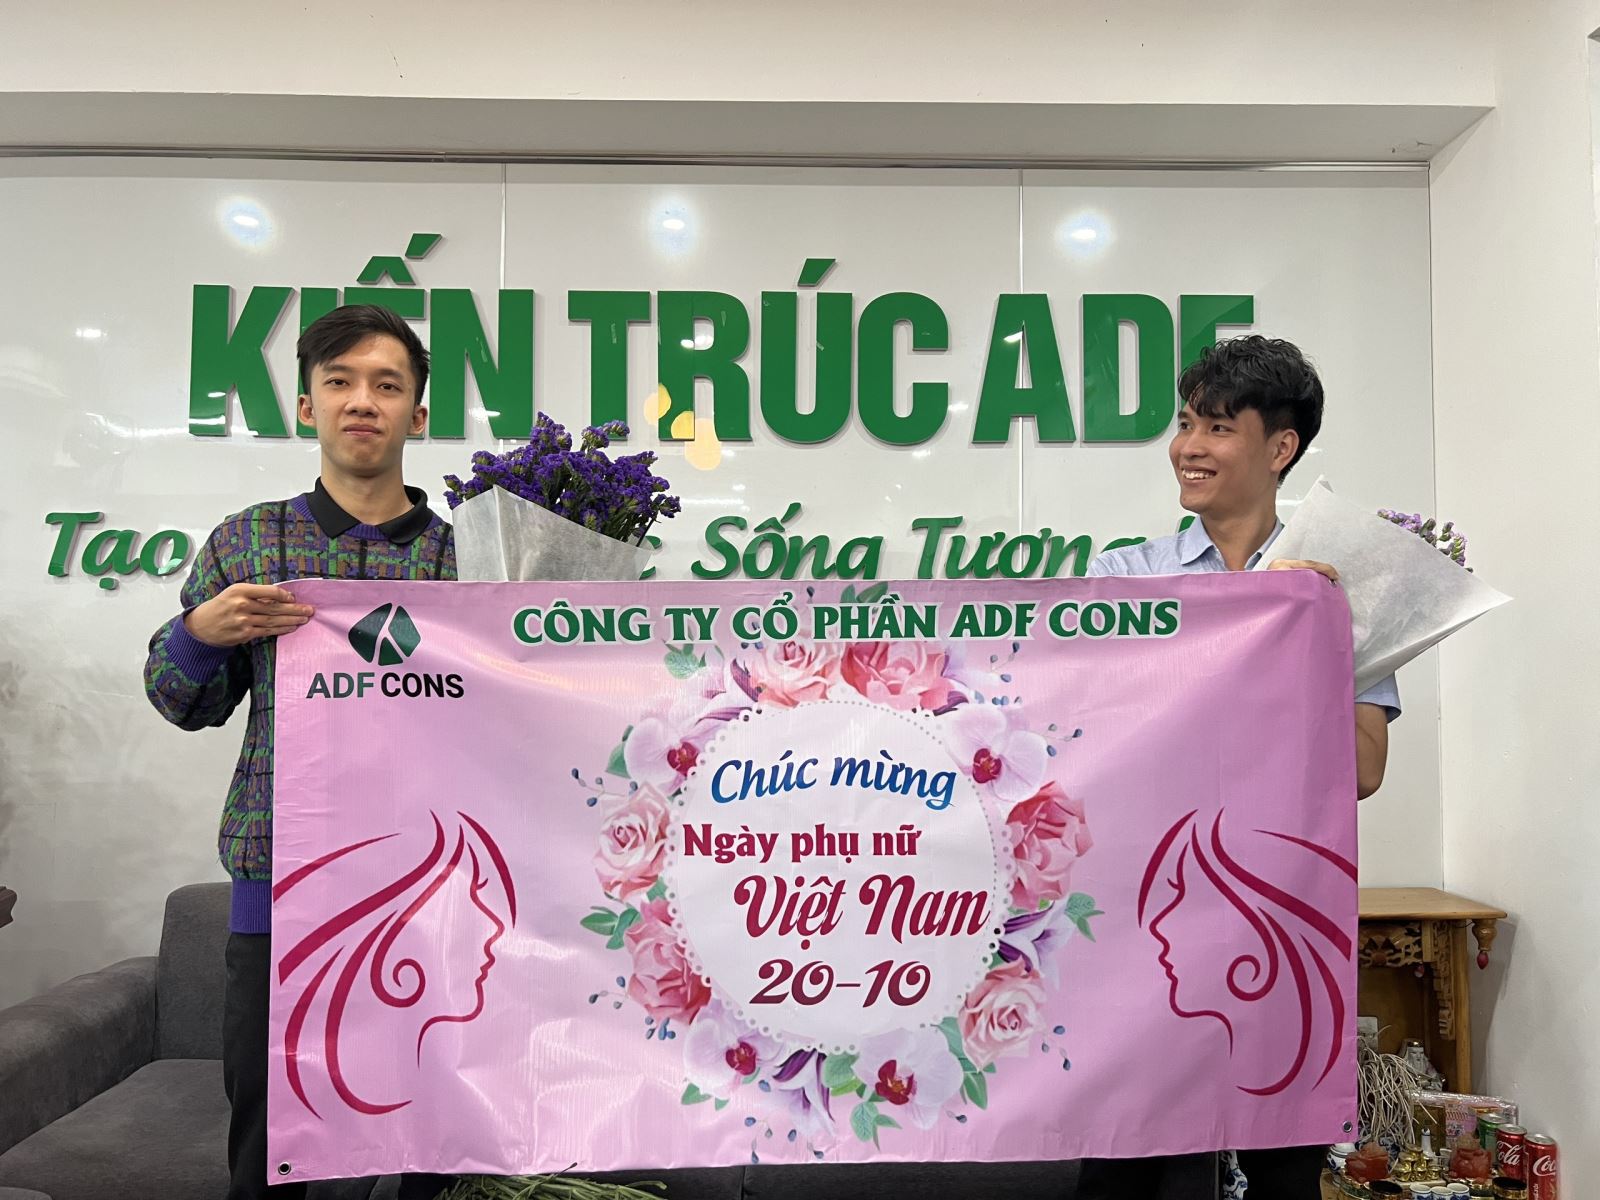 KIẾN TRÚC ADF
Tạo Sống Tương
CÔNG TY CỔ PHẦN ADF CONS
ADF CONS
Chúc mừng
Ngày phụ nữ
Việt Nam
20-10